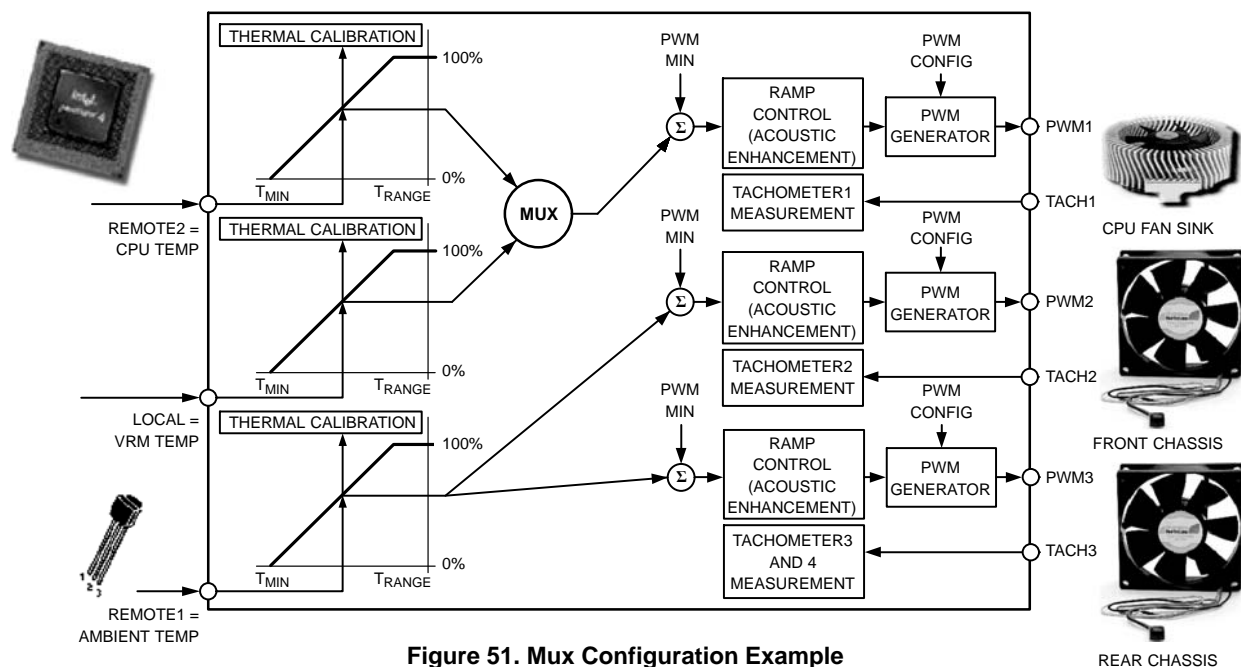 THERMAL CALIBRATION
100%
0%
T_MIN
T_RANGE
REMOTE2 =
CPU TEMP
THERMAL CALIBRATION
100%
0%
T_MIN
T_RANGE
LOCAL =
VRM TEMP
THERMAL CALIBRATION
100%
0%
T_MIN
T_RANGE
REMOTE1 =
AMBIENT TEMP
1
2
3
MUX
PWM
MIN
Σ
RAMP
CONTROL
(ACOUSTIC
ENHANCEMENT)
PWM
CONFIG
PWM
GENERATOR
PWM1
TACHOMETER1
MEASUREMENT
TACH1
CPU FAN SINK
PWM
MIN
Σ
RAMP
CONTROL
(ACOUSTIC
ENHANCEMENT)
PWM
CONFIG
PWM
GENERATOR
PWM2
TACHOMETER2
MEASUREMENT
TACH2
FRONT CHASSIS
PWM
MIN
Σ
RAMP
CONTROL
(ACOUSTIC
ENHANCEMENT)
PWM
CONFIG
PWM
GENERATOR
PWM3
TACHOMETER3
AND 4
MEASUREMENT
TACH3
REAR CHASSIS
Figure 51. Mux Configuration Example